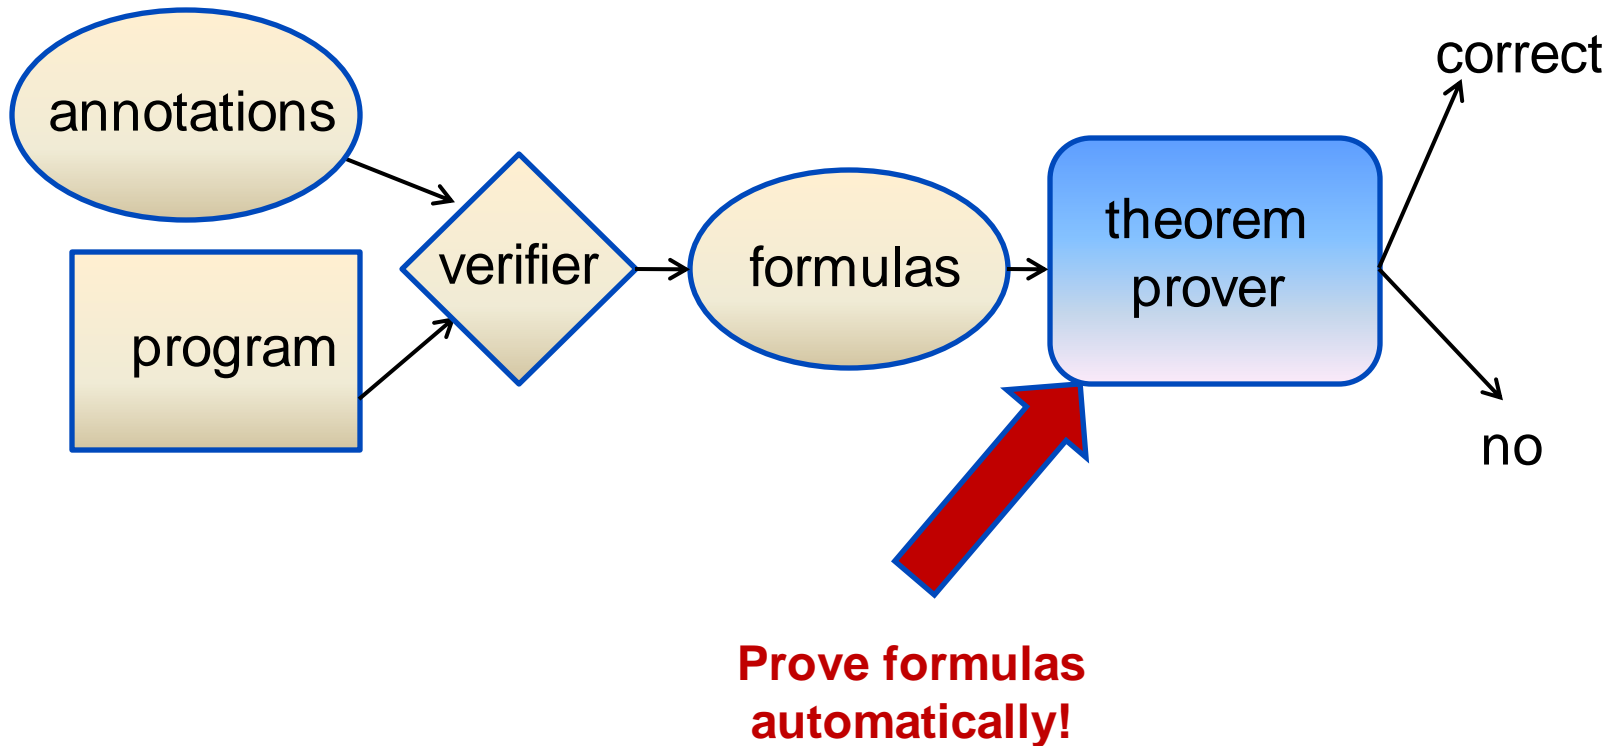 annotations
program
verifier
formulas
theorem
prover
correct
no
Prove formulas
automatically!